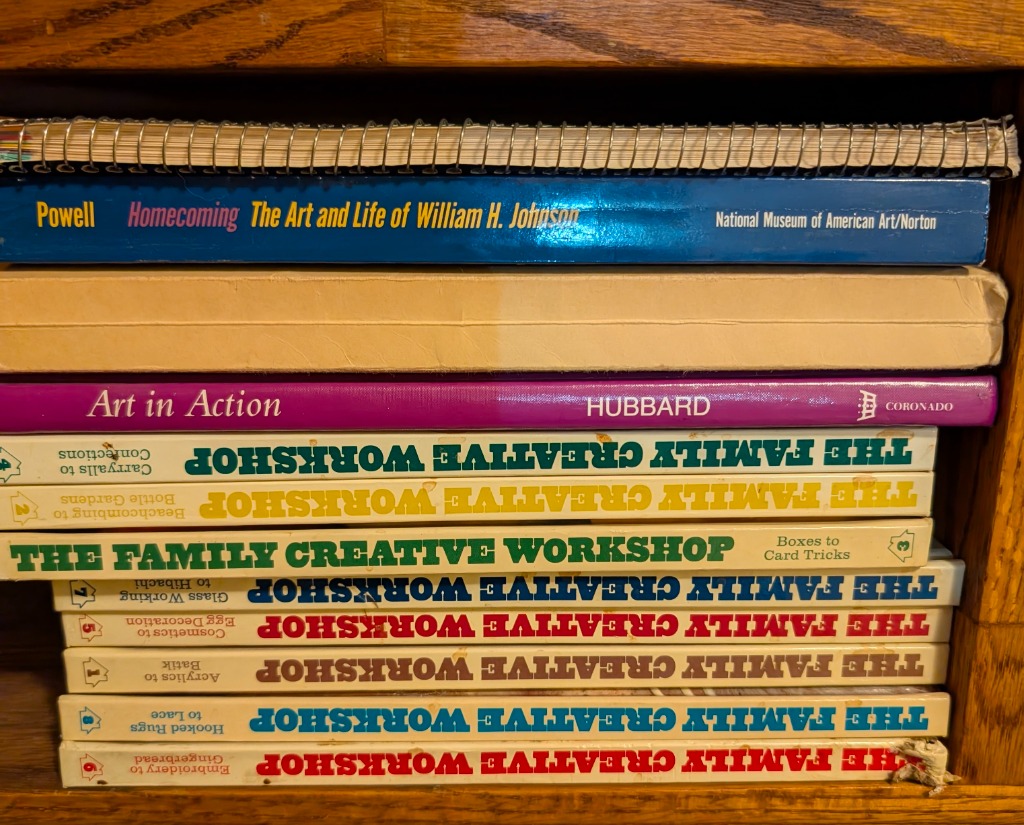 Powell Homecoming The Art and Life of William H. Johnson National Museum of American Art/Norton
Art in Action HUBBARD CORONADO
THE FAMILY CREATIVE WORKSHOP Carryalls to
Confections 4
THE FAMILY CREATIVE WORKSHOP Beachcombing to
Bottle Gardens 2
THE FAMILY CREATIVE WORKSHOP Boxes to
Card Tricks 3
THE FAMILY CREATIVE WORKSHOP Glass Working
to Hibachi 7
THE FAMILY CREATIVE WORKSHOP Cosmetics to
Egg Decoration 5
THE FAMILY CREATIVE WORKSHOP Acrylics to
Batik 1
THE FAMILY CREATIVE WORKSHOP Hooked Rugs
to Lace 8
THE FAMILY CREATIVE WORKSHOP Embroidery to
Gingerbread 6